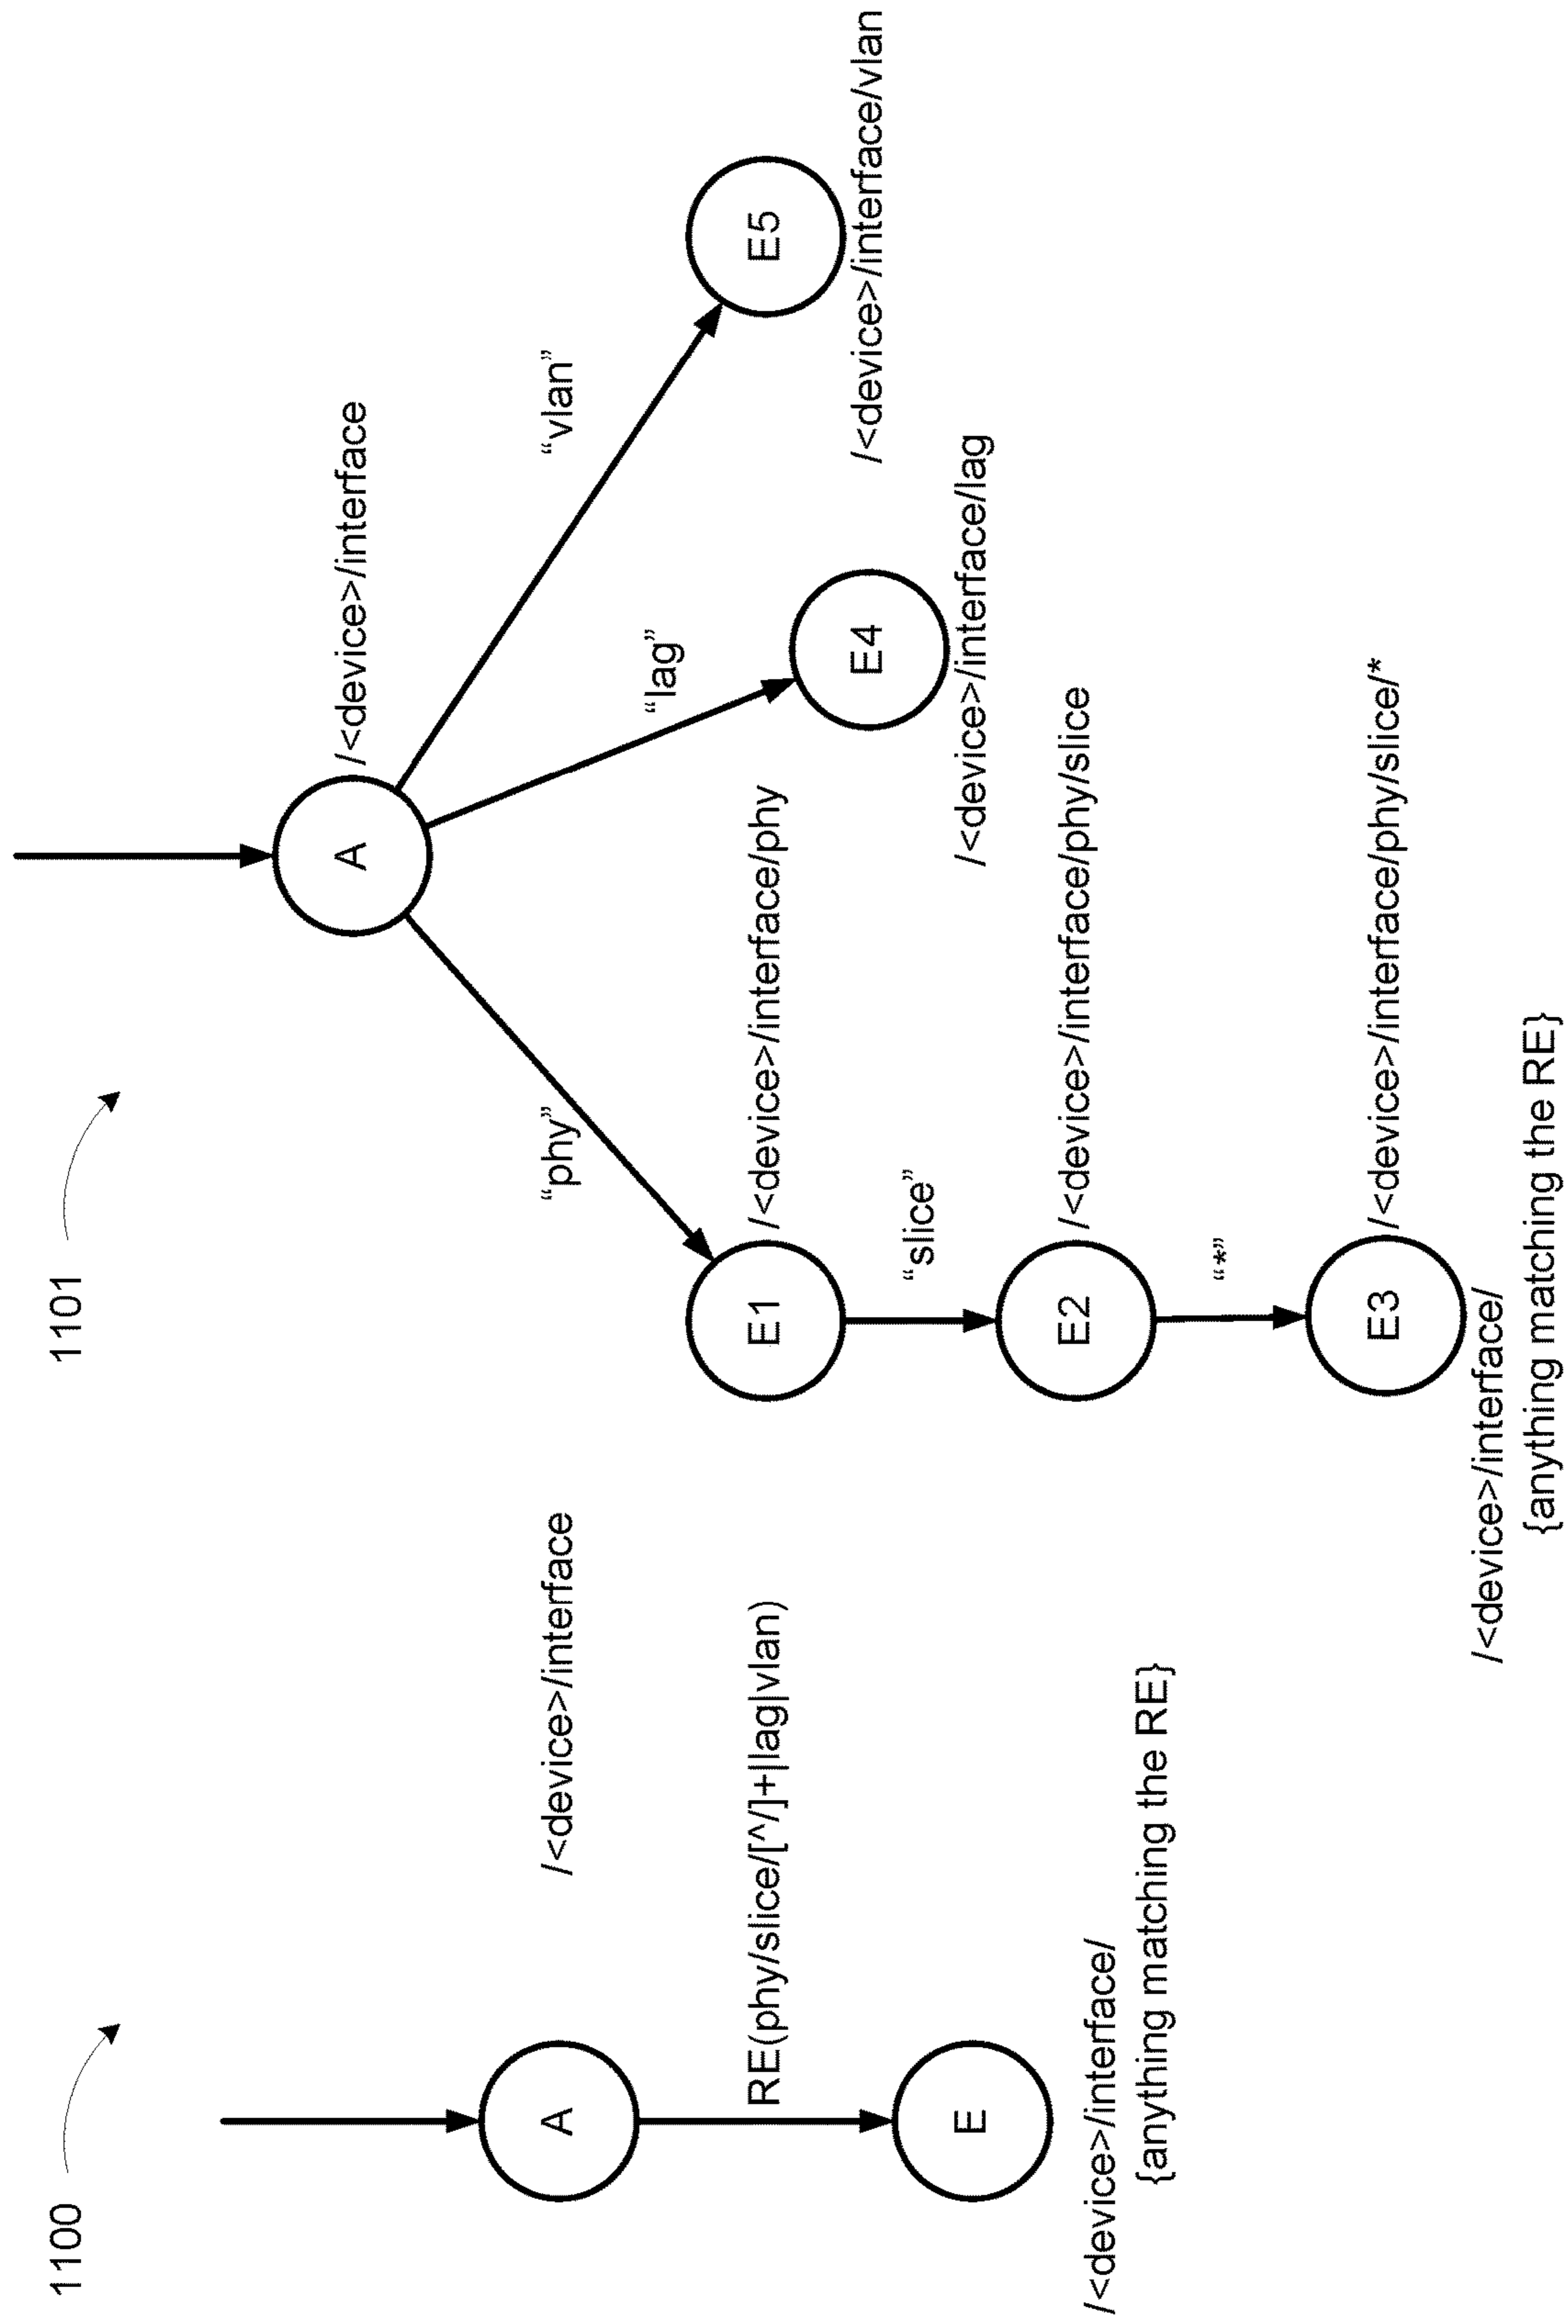 1100
A
/<device>/interface
RE(phy/slice/[^/]+|lag|vlan)
E
/<device>/interface/
{anything matching the RE}
1101
A
/<device>/interface
“phy”
“lag”
“vlan”
E1
/<device>/interface/phy
E5
/<device>/interface/vlan
E4
/<device>/interface/lag
“slice”
E2
/<device>/interface/phy/slice
“*”
E3
/<device>/interface/phy/slice/*
/<device>/interface/
{anything matching the RE}